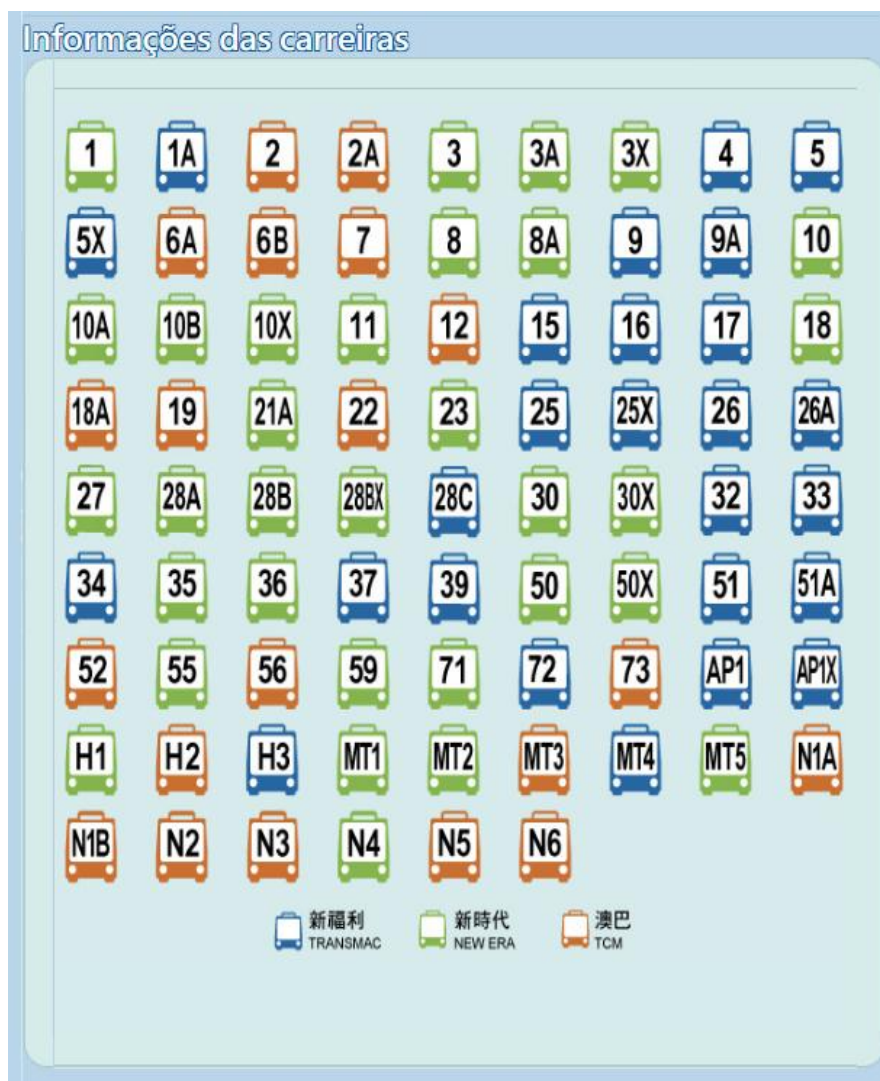 Informações das carreiras
1 1A 2 2A 3 3A 3X 4 5
5X 6A 6B 7 8 8A 9 9A 10
10A 10B 10X 11 12 15 16 17 18
18A 19 21A 22 23 25 25X 26 26A
27 28A 28B 28BX 28C 30 30X 32 33
34 35 36 37 39 50 50X 51 51A
52 55 56 59 71 72 73 AP1 AP1X
H1 H2 H3 MT1 MT2 MT3 MT4 MT5 N1A
N1B N2 N3 N4 N5 N6
新福利 新時代 澳巴
TRANSMAC NEW ERA TCM